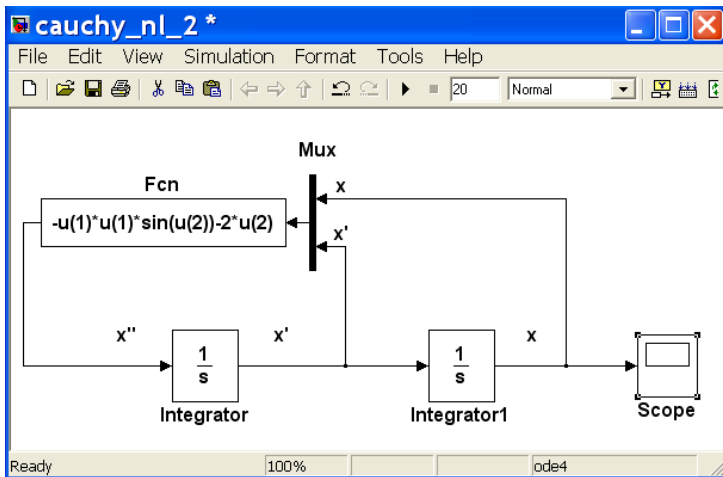 cauchy_nl_2 *
File Edit View Simulation Format Tools Help
20 Normal
Mux
Fcn x
-u(1)*u(1)*sin(u(2))-2*u(2)
x'
x'' x' x
1 1
s s
Integrator Integrator1 Scope
Ready 100% ode4